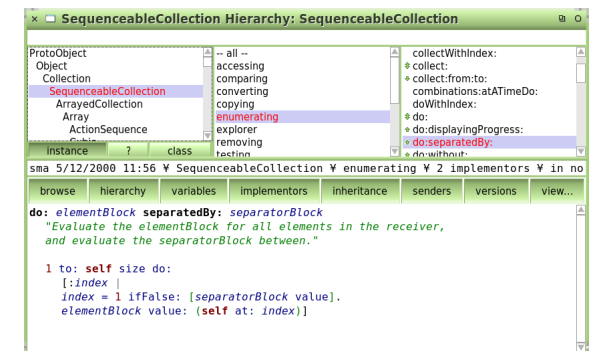 SequenceableCollection Hierarchy: SequenceableCollection
ProtoObject
Object
Collection
SequenceableCollection
ArrayedCollection
Array
ActionSequence
instance
?
class
-- all --
accessing
comparing
converting
copying
enumerating
explorer
removing
testing
collectWithIndex:
collect:
collect:from:to:
combinations:atATimeDo:
doWithIndex:
do:
do:displayingProgress:
do:separatedBy:
do:without:
sma 5/12/2000 11:56 ¥ SequenceableCollection ¥ enumerating ¥ 2 implementors ¥ in no
browse hierarchy variables implementors inheritance senders versions view...
do: elementBlock separatedBy: separatorBlock
"Evaluate the elementBlock for all elements in the receiver,
and evaluate the separatorBlock between."
1 to: self size do:
[:index |
index = 1 ifFalse: [separatorBlock value].
elementBlock value: (self at: index)]